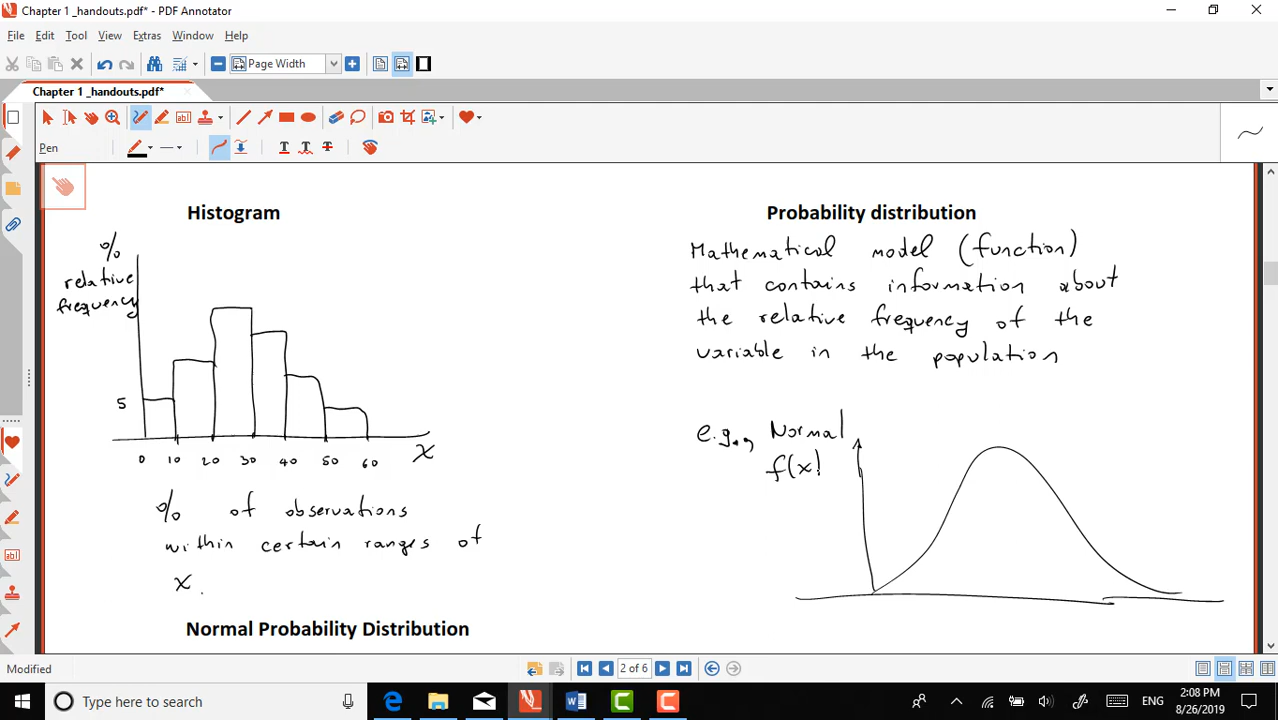 Chapter 1 _handouts.pdf* - PDF Annotator
File Edit Tool View Extras Window Help
Page Width
Chapter 1 _handouts.pdf*
Pen
Histogram
%
relative
frequency
5
0 10 20 30 40 50 60
x
% of observations
within certain ranges of
x.
Probability distribution
Mathematical model (function)
that contains information about
the relative frequency of the
variable in the population
e.g., Normal
f(x)
Normal Probability Distribution
Modified
2 of 6
Type here to search
ENG
2:08 PM
8/26/2019